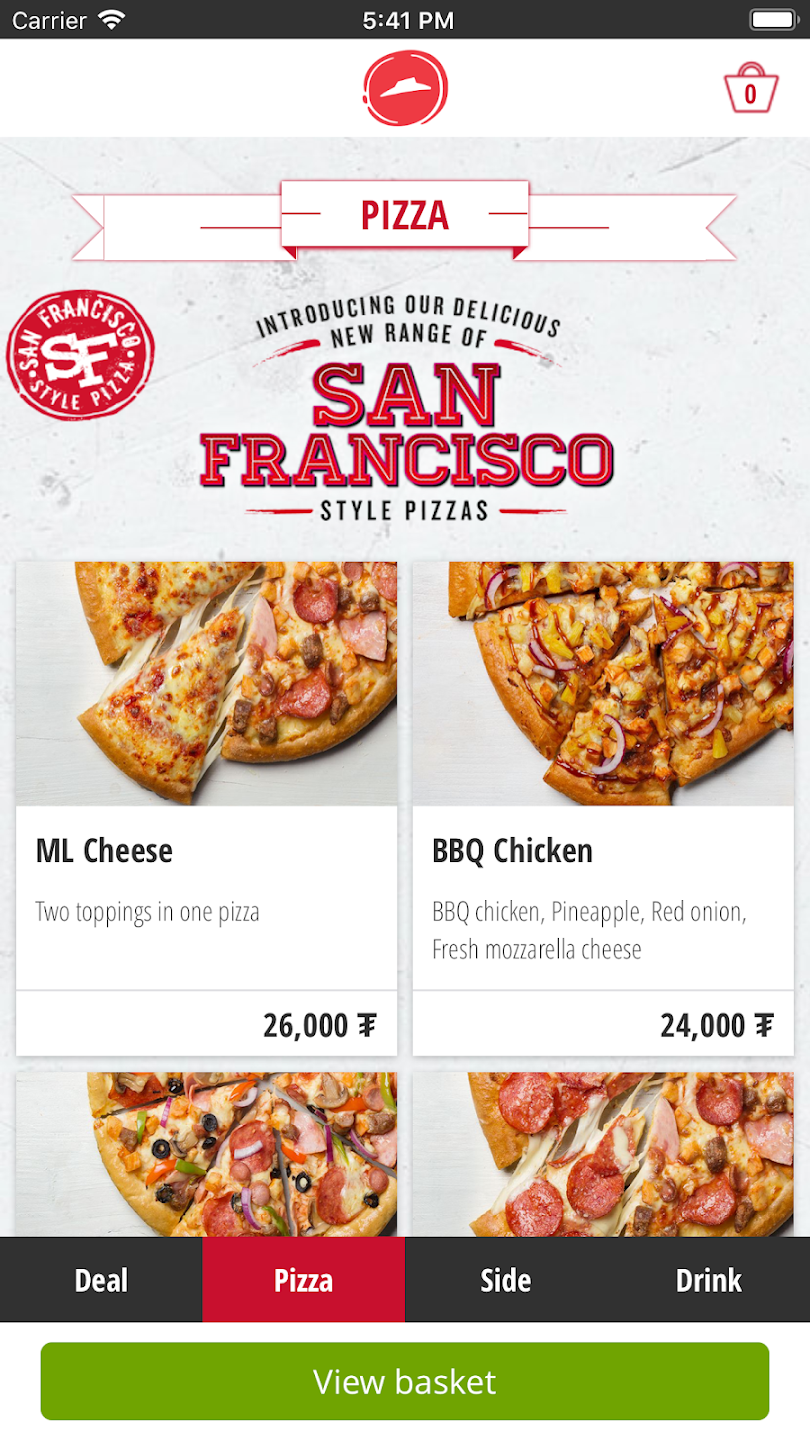 Carrier
5:41 PM
0
PIZZA
SAN FRANCISCO
SF
STYLE PIZZA
INTRODUCING OUR DELICIOUS
NEW RANGE OF
SAN
FRANCISCO
STYLE PIZZAS
ML Cheese
Two toppings in one pizza
26,000 ₮
BBQ Chicken
BBQ chicken, Pineapple, Red onion,
Fresh mozzarella cheese
24,000 ₮
Deal
Pizza
Side
Drink
View basket